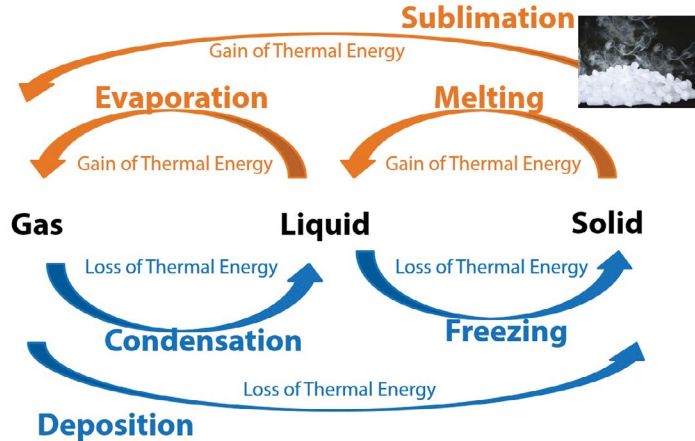 Sublimation
Gain of Thermal Energy
Evaporation
Melting
Gain of Thermal Energy
Gain of Thermal Energy
Gas
Liquid
Solid
Loss of Thermal Energy
Loss of Thermal Energy
Condensation
Freezing
Loss of Thermal Energy
Deposition